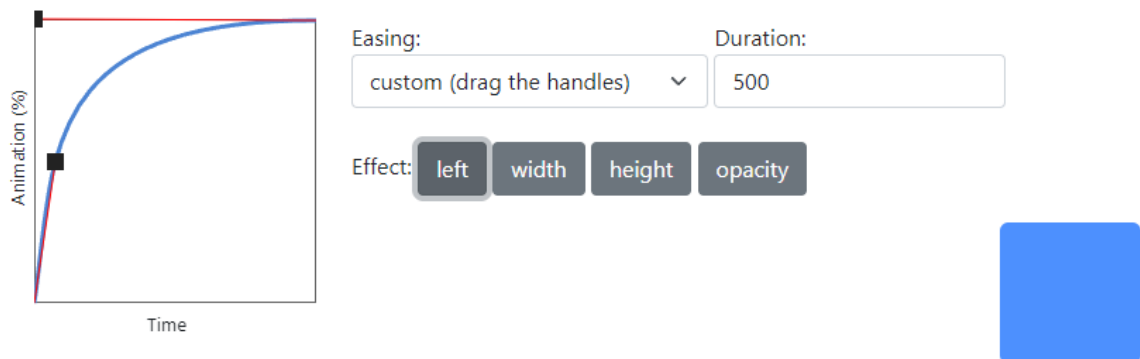 Easing:
Duration:
custom (drag the handles)
500
Animation (%)
Effect:
left
width
height
opacity
Time